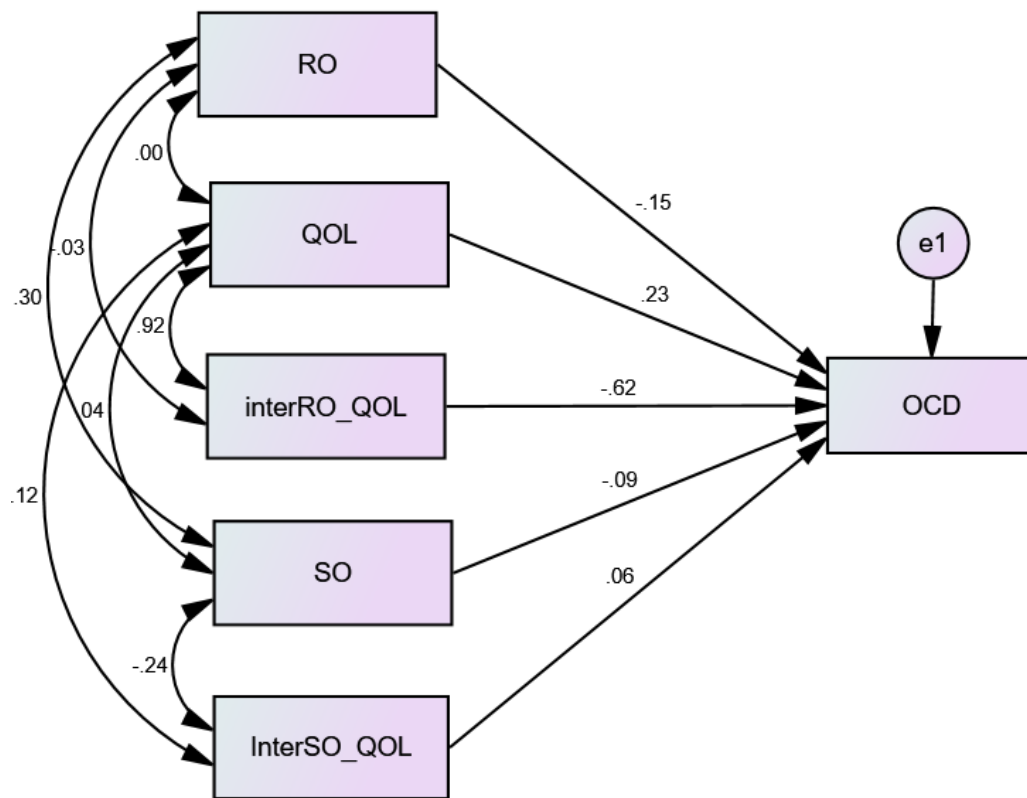 RO
.00
-.15
QOL
e1
-.03
.30
.23
.92
interRO_QOL
-.62
OCD
.04
.12
-.09
SO
.06
-.24
InterSO_QOL